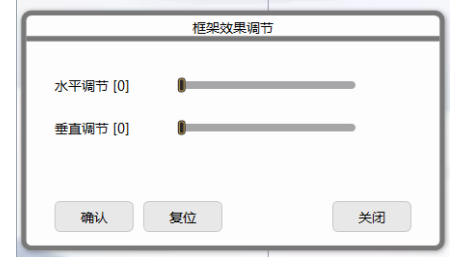 框架效果调节
水平调节 [0]
垂直调节 [0]
确认 复位 关闭